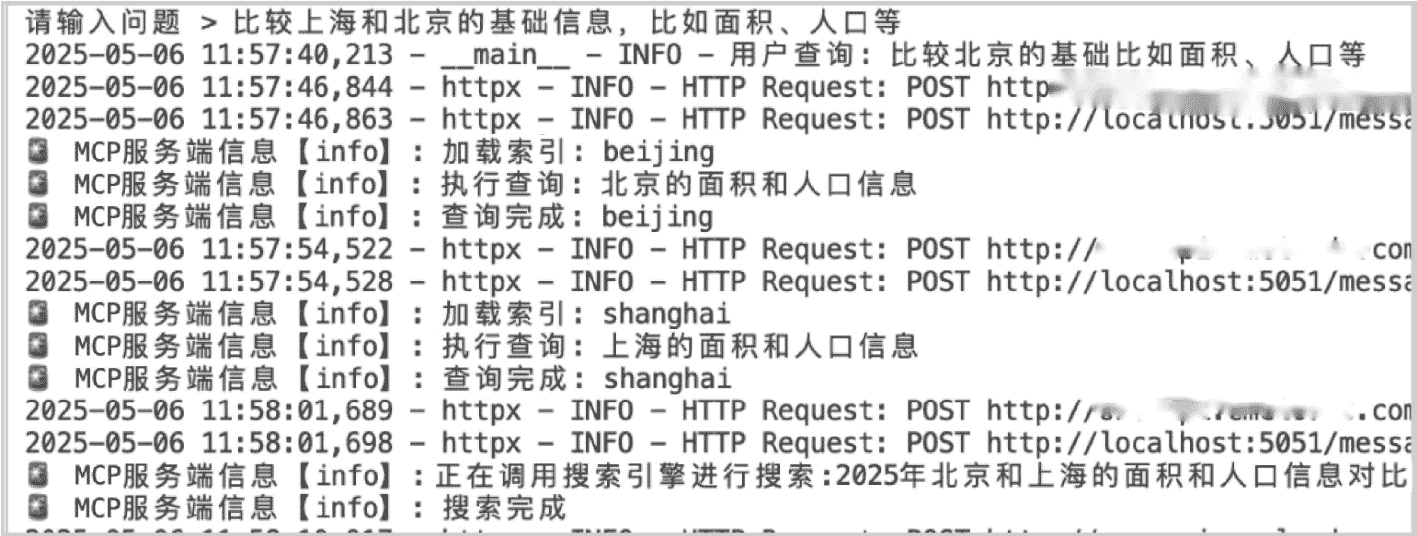 请输入问题 > 比较上海和北京的基础信息，比如面积、人口等
2025-05-06 11:57:40,213 - __main__ - INFO - 用户查询: 比较北京的基础比如面积、人口等
2025-05-06 11:57:46,844 - httpx - INFO - HTTP Request: POST http
2025-05-06 11:57:46,863 - httpx - INFO - HTTP Request: POST http://localhost:5051/messa
MCP服务端信息【info】: 加载索引: beijing
MCP服务端信息【info】: 执行查询: 北京的面积和人口信息
MCP服务端信息【info】: 查询完成: beijing
2025-05-06 11:57:54,522 - httpx - INFO - HTTP Request: POST http:// .com
2025-05-06 11:57:54,528 - httpx - INFO - HTTP Request: POST http://localhost:5051/messa
MCP服务端信息【info】: 加载索引: shanghai
MCP服务端信息【info】: 执行查询: 上海的面积和人口信息
MCP服务端信息【info】: 查询完成: shanghai
2025-05-06 11:58:01,689 - httpx - INFO - HTTP Request: POST http:// .com
2025-05-06 11:58:01,698 - httpx - INFO - HTTP Request: POST http://localhost:5051/messa
MCP服务端信息【info】:正在调用搜索引擎进行搜索:2025年北京和上海的面积和人口信息对比
MCP服务端信息【info】: 搜索完成